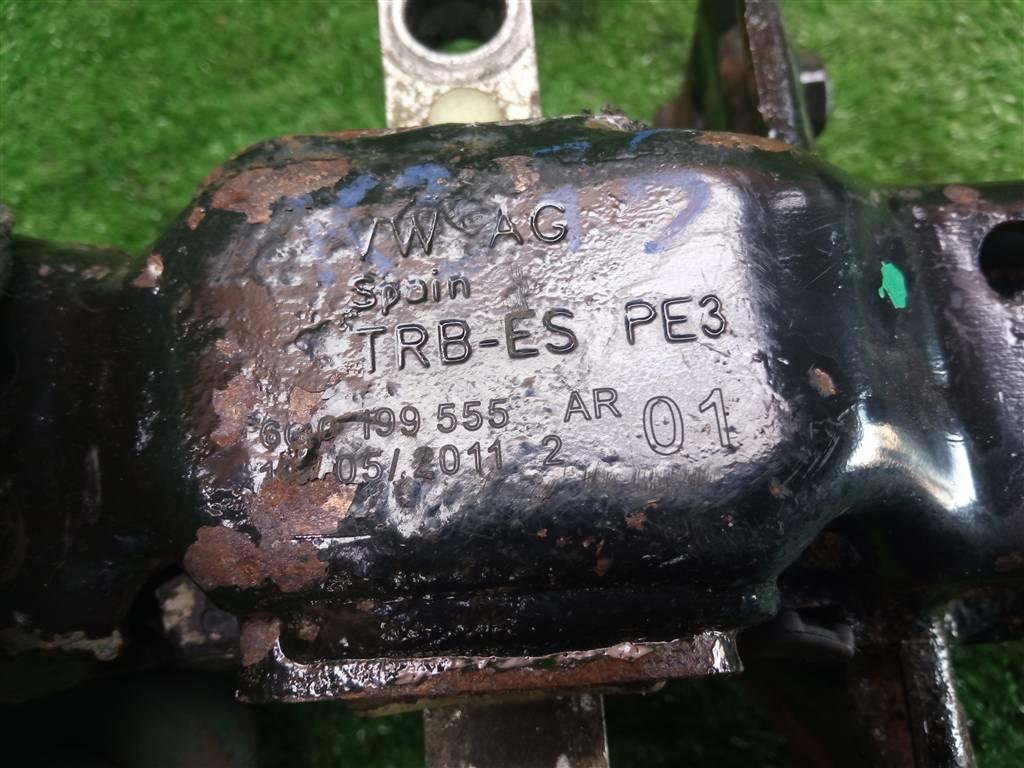 VW AG
Spain
TRB-ES PE3
199 555 AR 01
05/2011 2